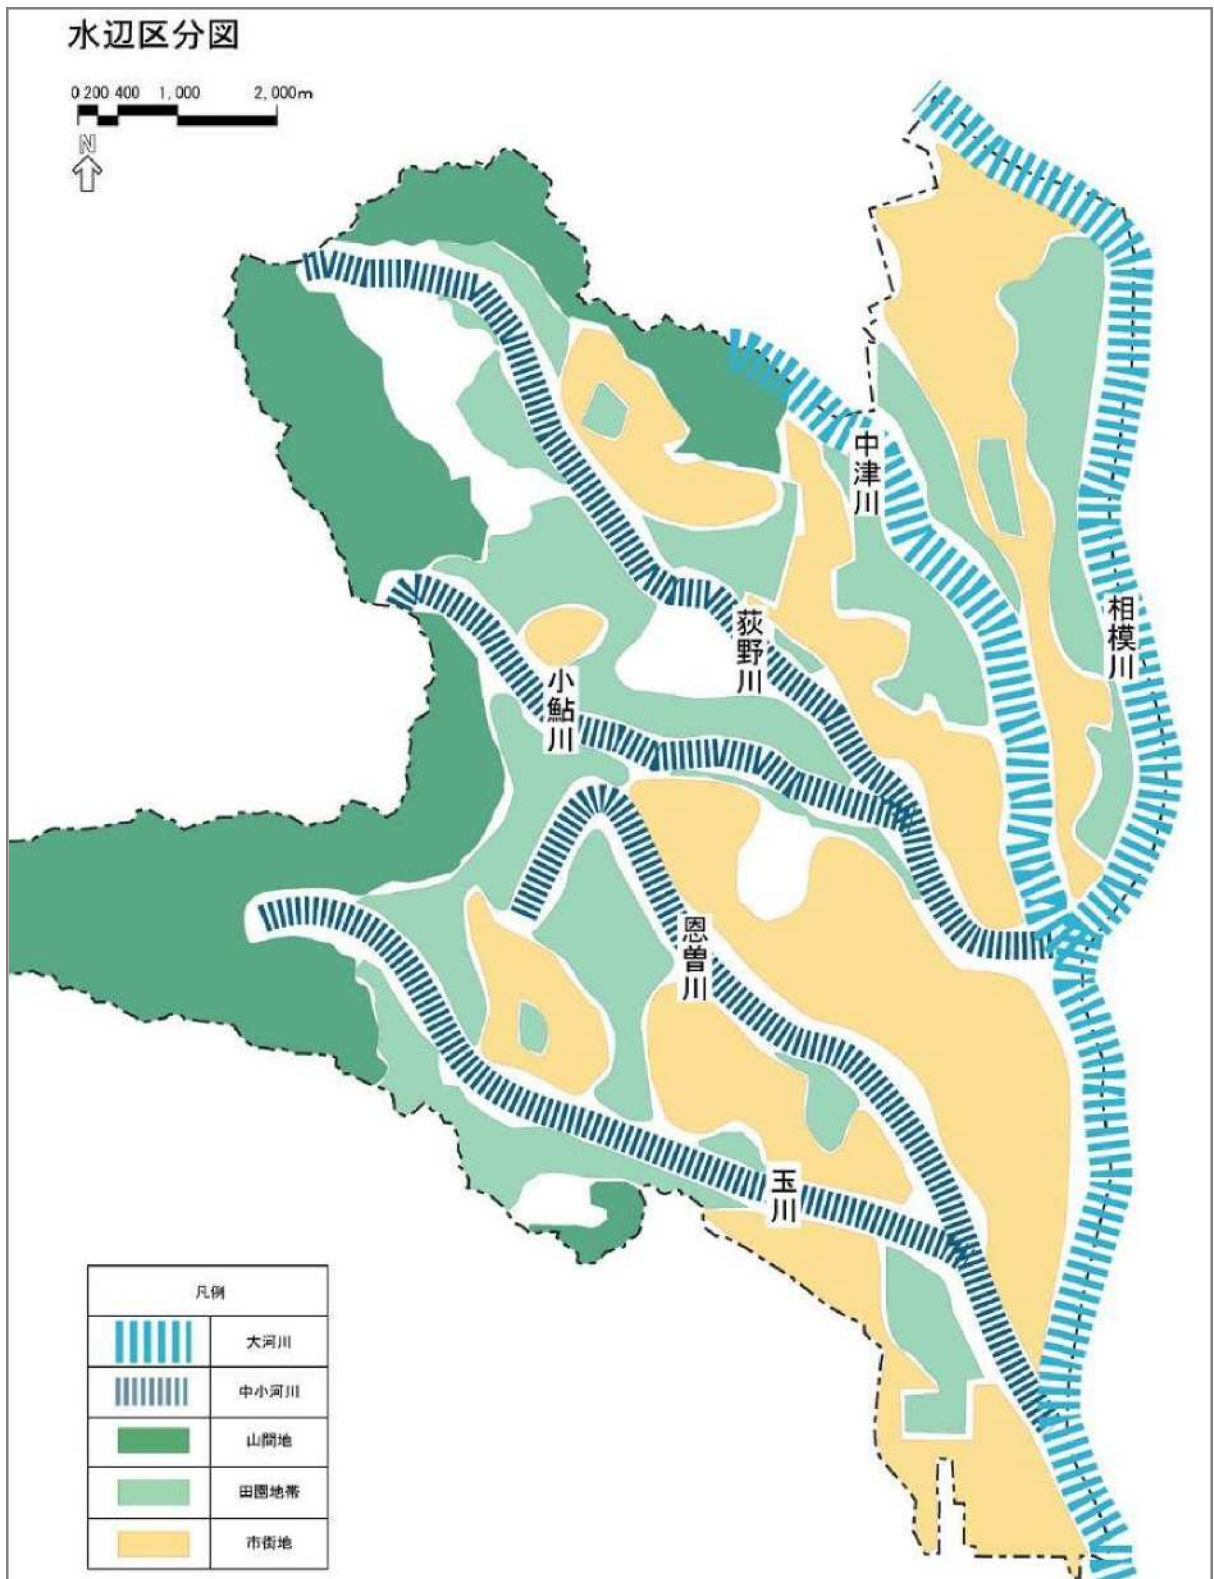 水辺区分図
0 200 400 1,000 2,000m
N
中津川
相模川
荻野川
小鮎川
恩曽川
玉川
凡例
大河川
中小河川
山間地
田園地帯
市街地